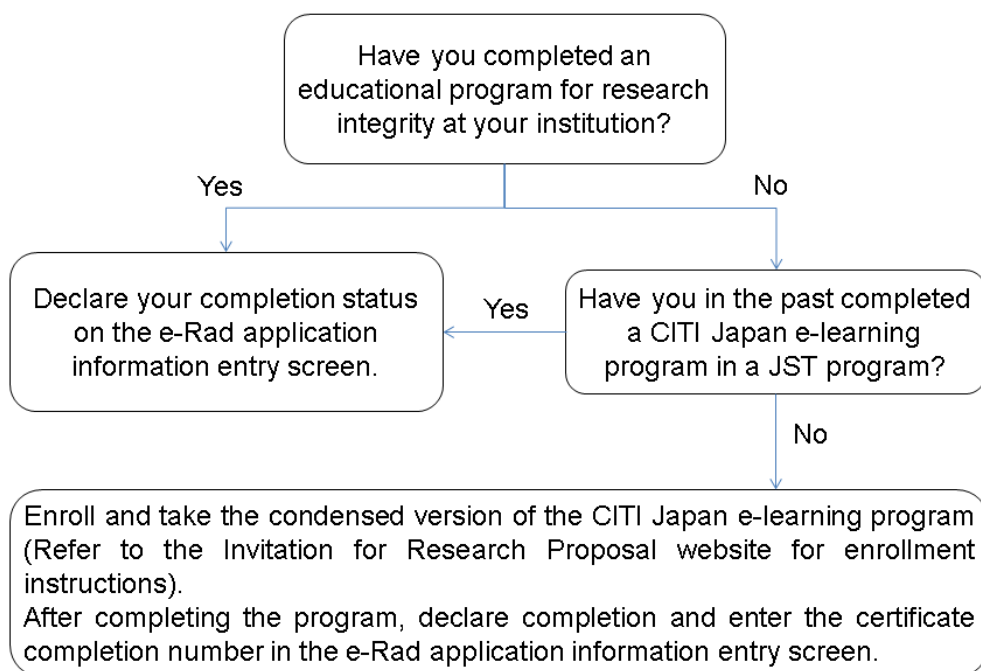 Have you completed an
educational program for research
integrity at your institution?
Yes
No
Declare your completion status
on the e-Rad application
information entry screen.
Yes
Have you in the past completed
a CITI Japan e-learning
program in a JST program?
No
Enroll and take the condensed version of the CITI Japan e-learning program
(Refer to the Invitation for Research Proposal website for enrollment
instructions).
After completing the program, declare completion and enter the certificate
completion number in the e-Rad application information entry screen.